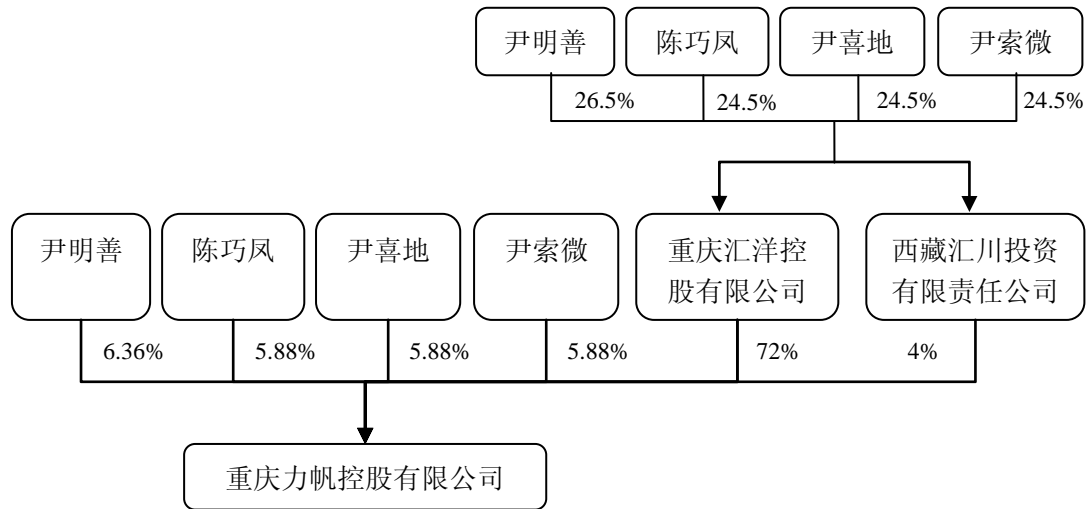 尹明善 陈巧凤 尹喜地 尹索微
26.5% 24.5% 24.5% 24.5%
尹明善 陈巧凤 尹喜地 尹索微 重庆汇洋控 西藏汇川投资
股有限公司 有限责任公司
6.36% 5.88% 5.88% 5.88% 72% 4%
重庆力帆控股有限公司